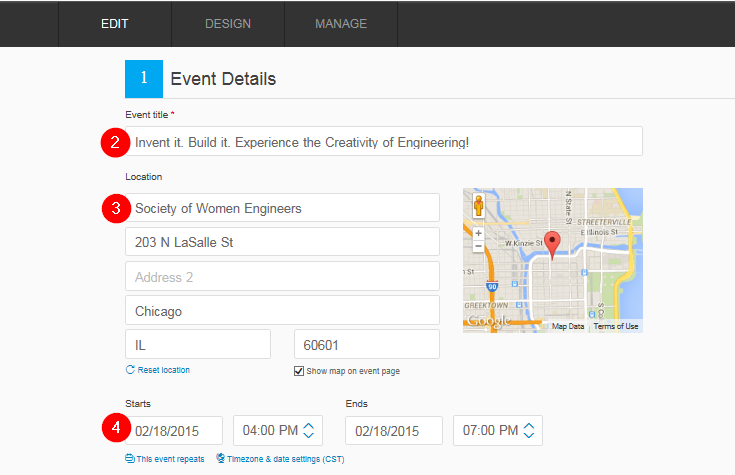 EDIT DESIGN MANAGE
1 Event Details
Event title *
2 Invent it. Build it. Experience the Creativity of Engineering!
Location
3 Society of Women Engineers
203 N LaSalle St
Address 2
Chicago
IL 60601
Reset location Show map on event page
N State St
STREETERVILLE
E Illinois St
W.Kinzie St
+
−
90
GREEKTOWN
Google Map Data Terms of Use
Starts Ends
4 02/18/2015 04:00 PM 02/18/2015 07:00 PM
This event repeats Timezone & date settings (CST)